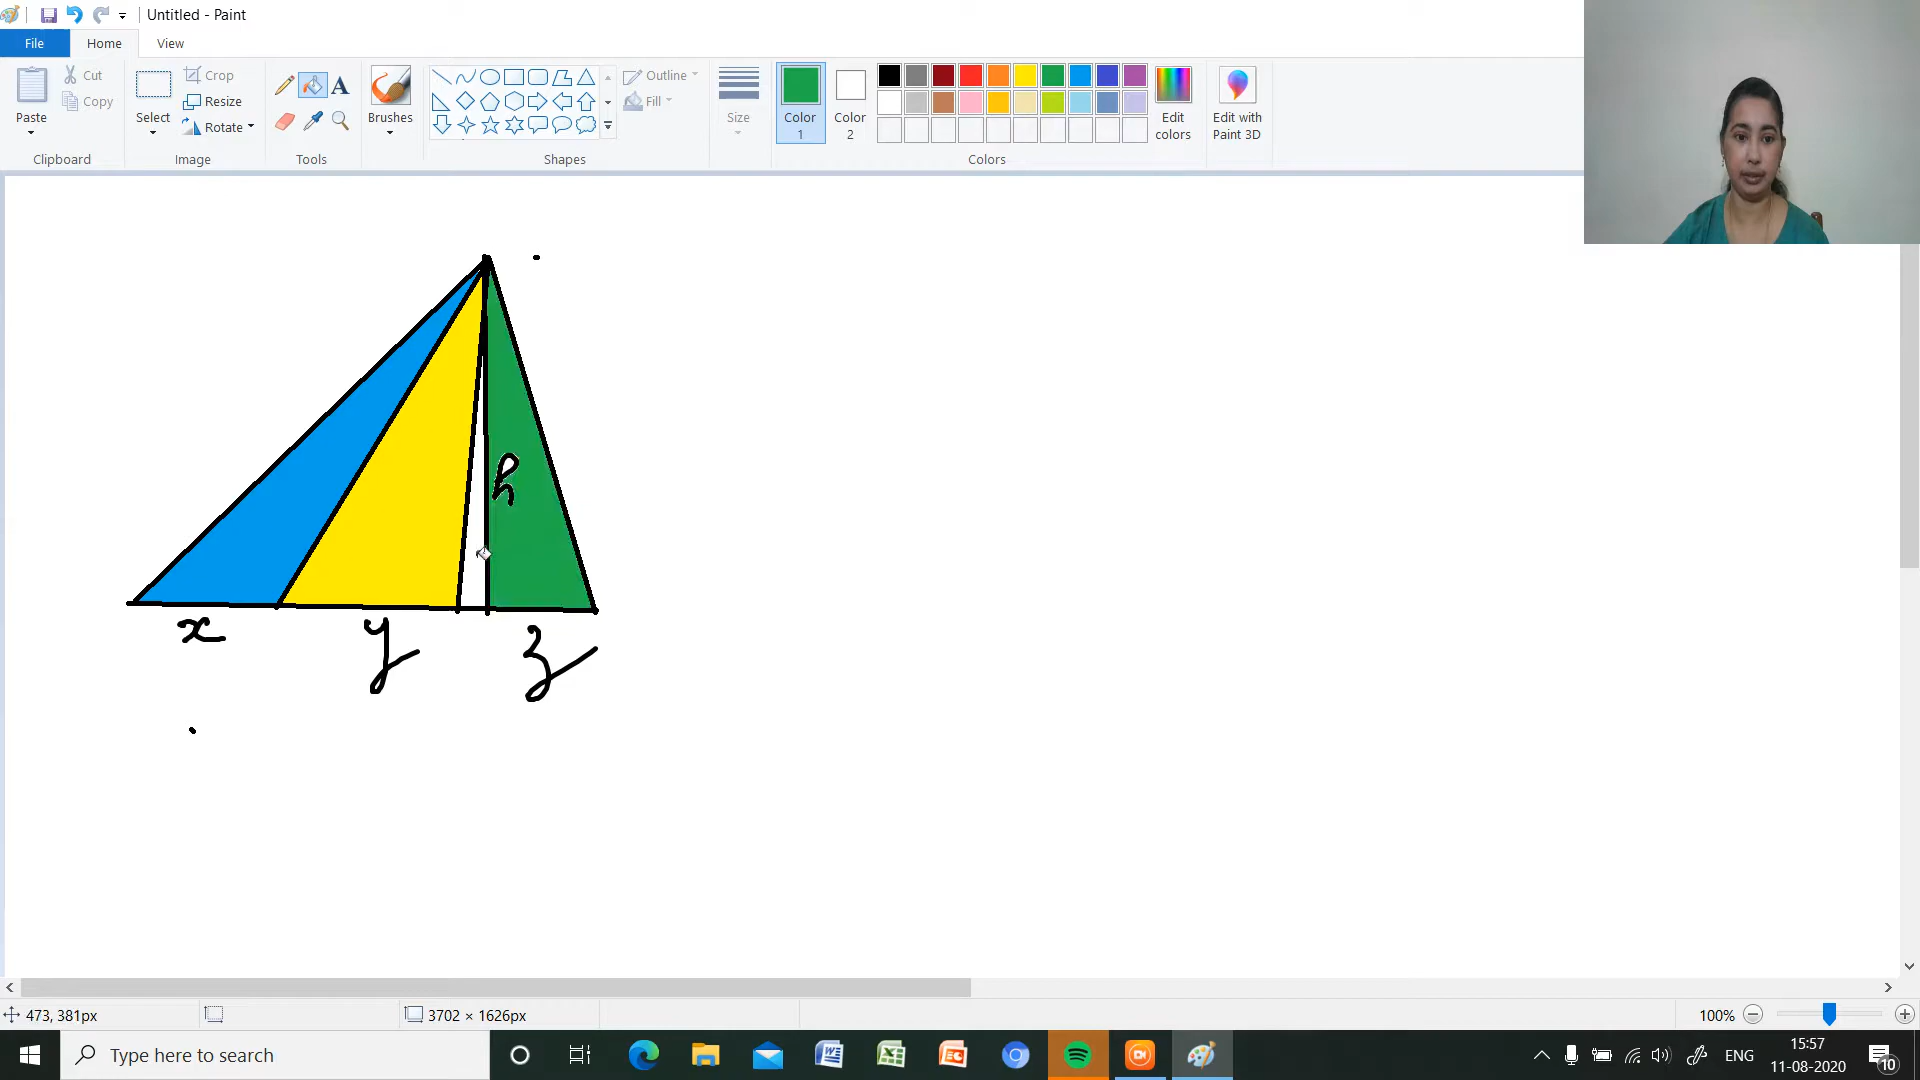 Untitled - Paint
File Home View
Paste
Cut
Copy
Clipboard
Select
Crop
Resize
Rotate
Image
A
Tools
Brushes
Shapes
Outline
Fill
Size
Color 1
Color 2
Colors
Edit colors
Edit with Paint 3D
h
x y z
473, 381px
3702 × 1626px
100%
Type here to search
ENG
15:57
11-08-2020
10